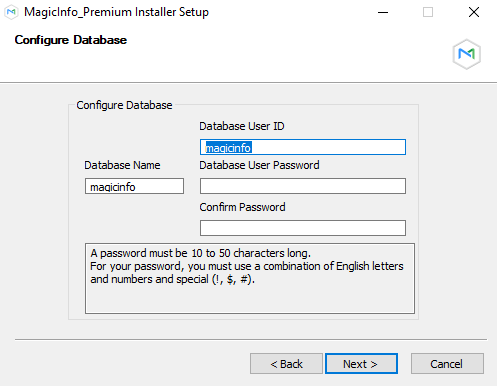 MagicInfo_Premium Installer Setup
Configure Database
Configure Database
Database User ID
magicinfo
Database Name
Database User Password
magicinfo
Confirm Password
A password must be 10 to 50 characters long.
For your password, you must use a combination of English letters
and numbers and special (!, $, #).
< Back
Next >
Cancel